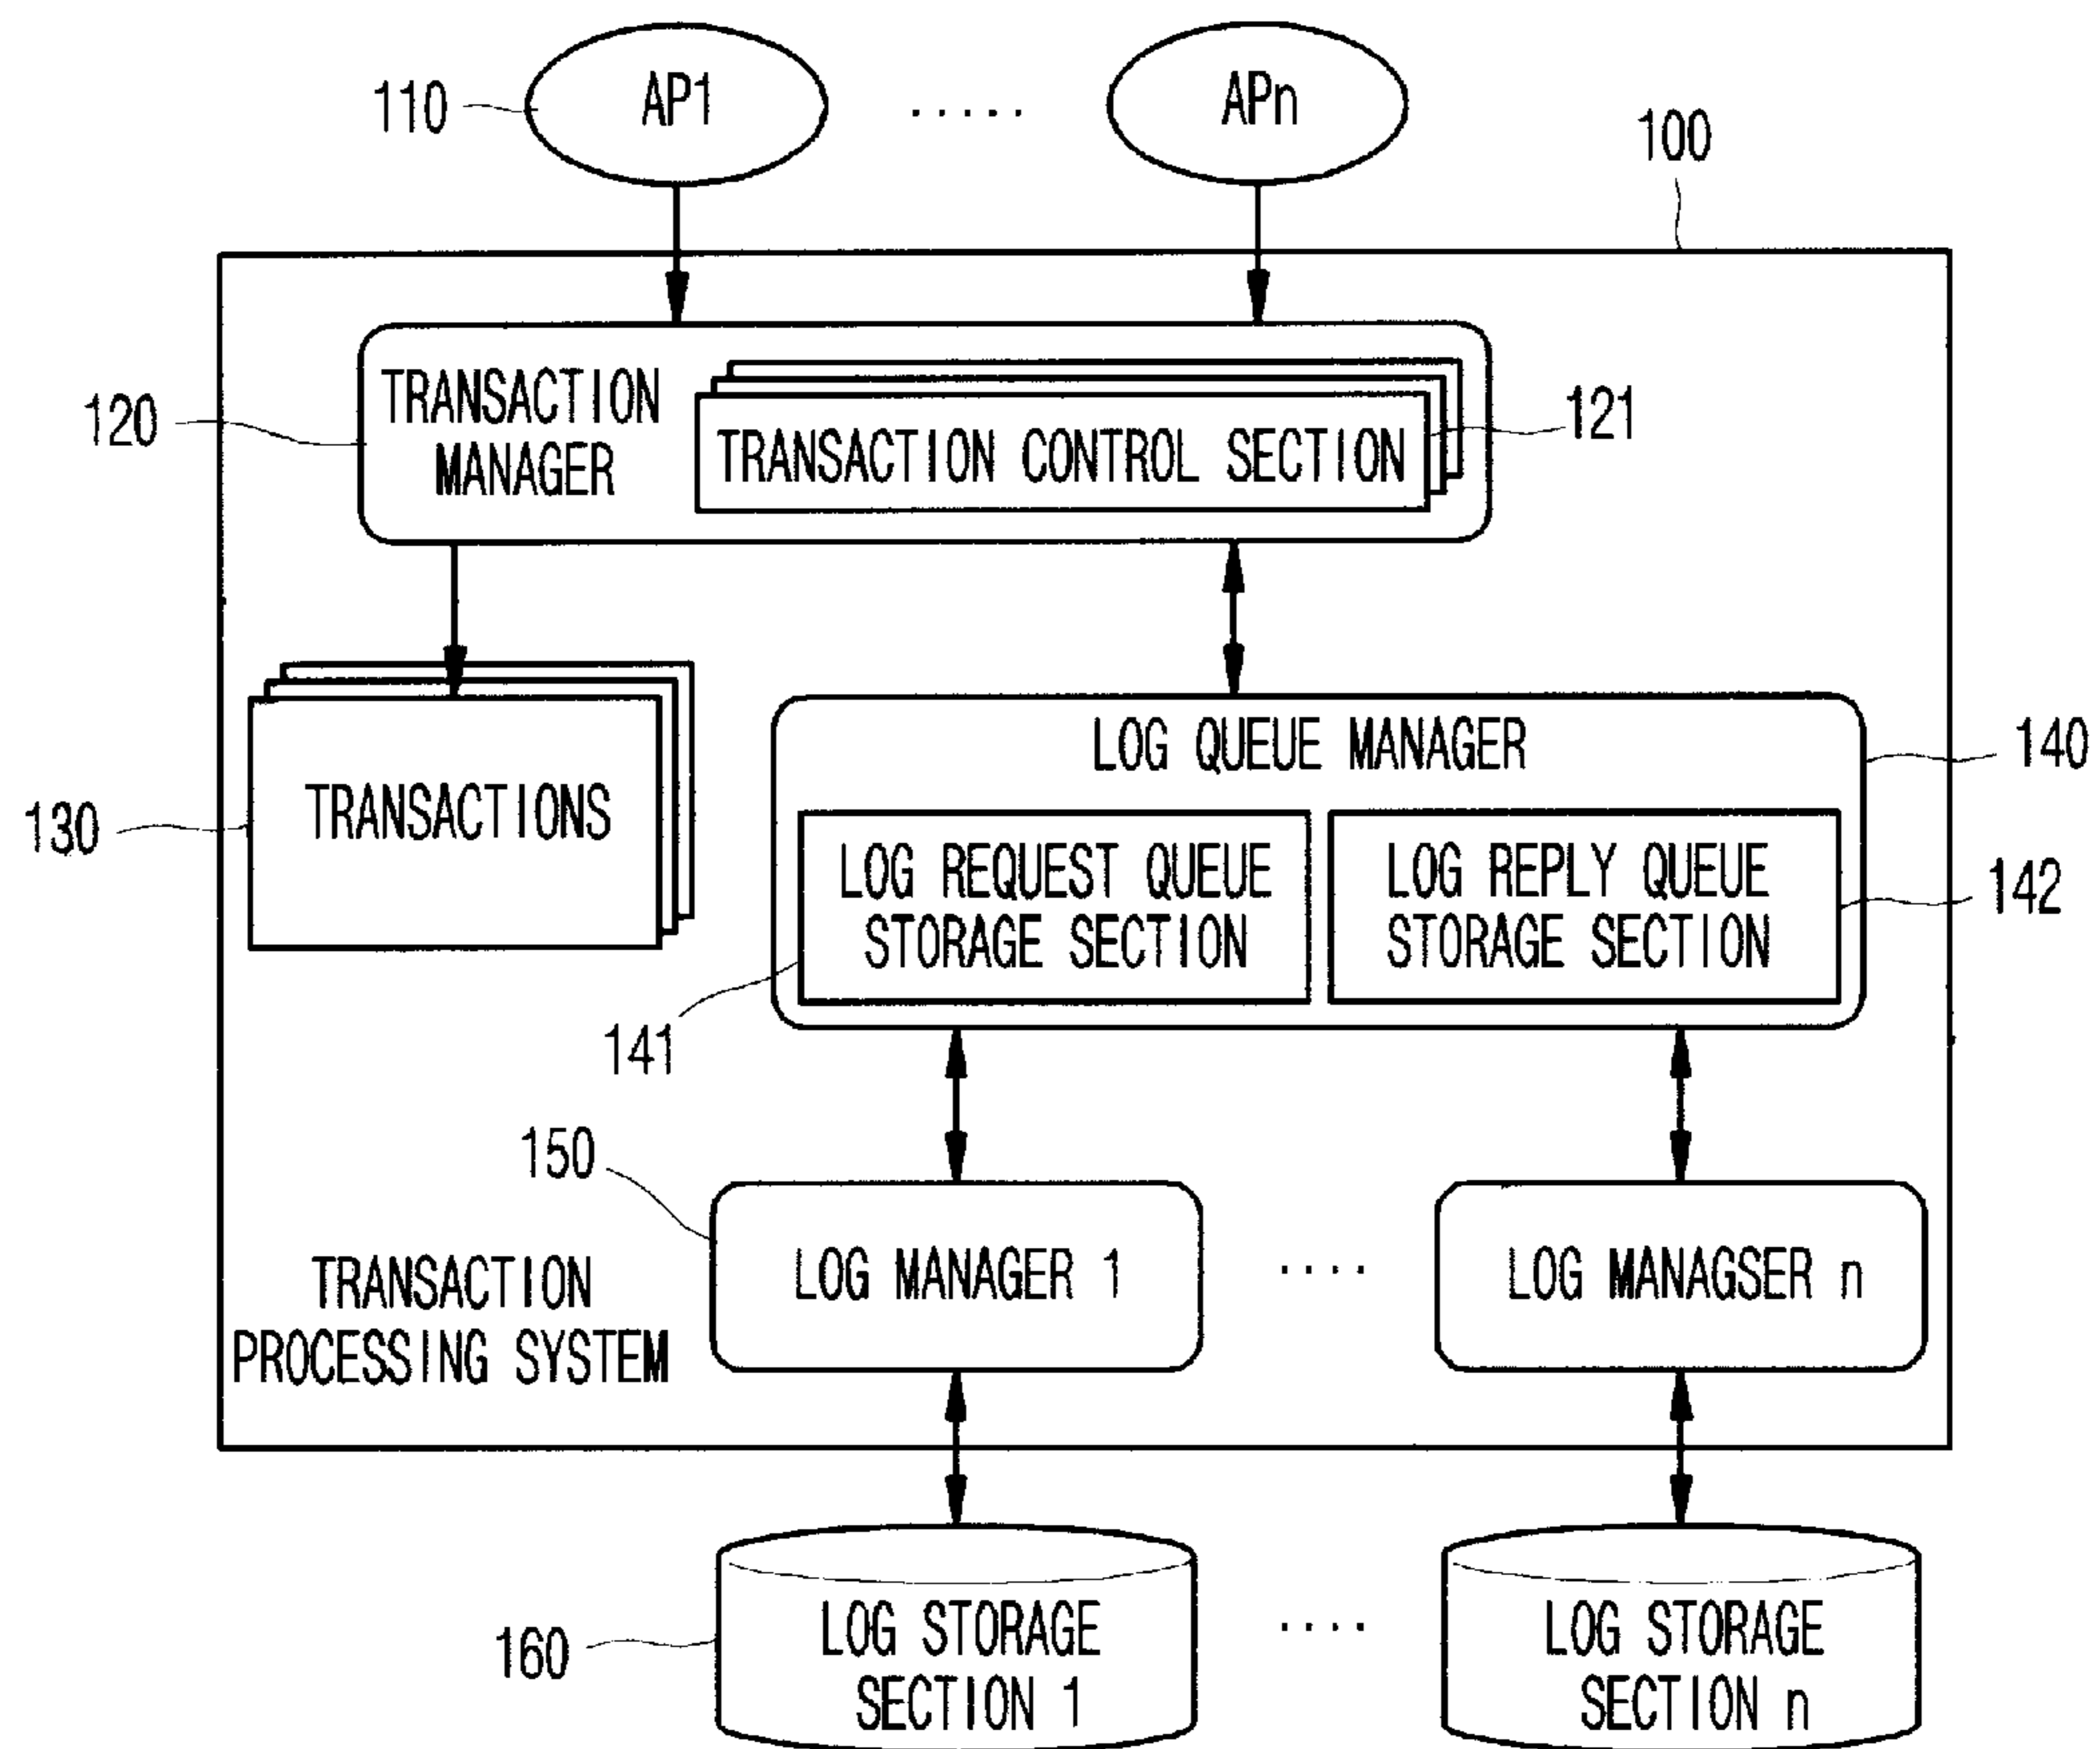 110
AP1
.....
APn
100
120
TRANSACTION
MANAGER
TRANSACTION CONTROL SECTION
121
130
TRANSACTIONS
LOG QUEUE MANAGER
140
LOG REQUEST QUEUE
STORAGE SECTION
LOG REPLY QUEUE
STORAGE SECTION
142
141
150
LOG MANAGER 1
....
LOG MANAGSER n
TRANSACTION
PROCESSING SYSTEM
160
LOG STORAGE
SECTION 1
....
LOG STORAGE
SECTION n